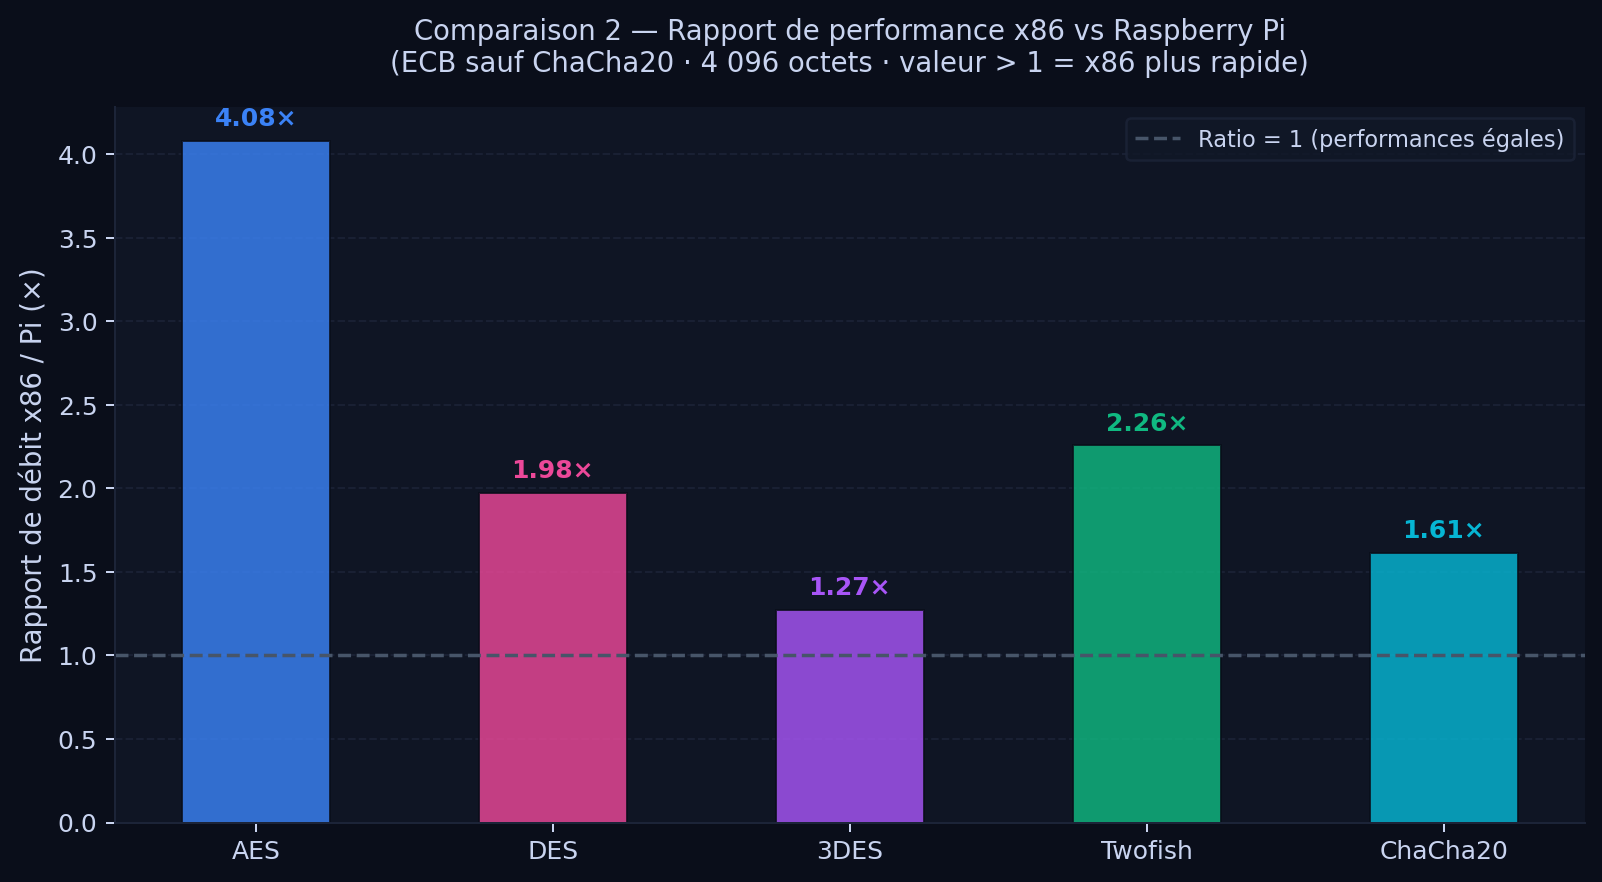 Comparaison 2 — Rapport de performance x86 vs Raspberry Pi
(ECB sauf ChaCha20 · 4 096 octets · valeur > 1 = x86 plus rapide)
Ratio = 1 (performances égales)
Rapport de débit x86 / Pi (×)
4.0
3.5
3.0
2.5
2.0
1.5
1.0
0.5
0.0
4.08×
1.98×
1.27×
2.26×
1.61×
AES
DES
3DES
Twofish
ChaCha20